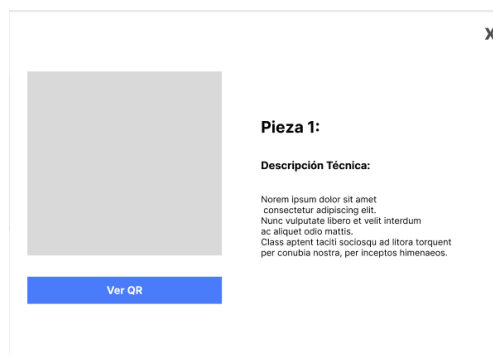 X
Pieza 1:
Descripción Técnica:
Norem ipsum dolor sit amet
consectetur adipiscing elit.
Nunc vulputate libero et velit interdum
ac aliquet odio mattis.
Class aptent taciti sociosqu ad litora torquent
per conubia nostra, per inceptos himenaeos.
Ver QR